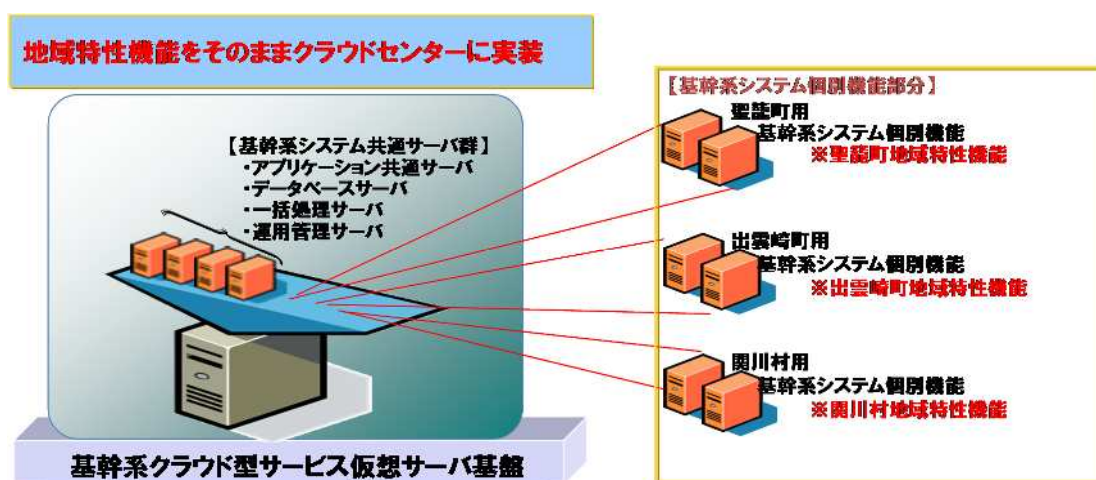 地域特性機能をそのままクラウドセンターに実装
【基幹系システム共通サーバ群】
・アプリケーション共通サーバ
・データベースサーバ
・一括処理サーバ
・運用管理サーバ
基幹系クラウド型サービス仮想サーバ基盤
【基幹系システム個別機能部分】
聖籠町用
基幹系システム個別機能
※聖籠町地域特性機能
出雲崎町用
基幹系システム個別機能
※出雲崎町地域特性機能
関川村用
基幹系システム個別機能
※関川村地域特性機能